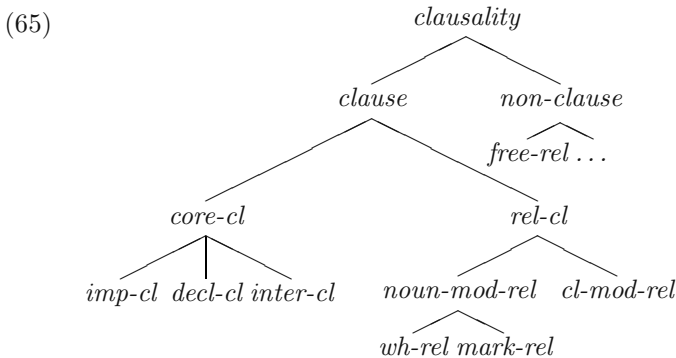 (65) clausality
clause non-clause
free-rel ...
core-cl rel-cl
imp-cl decl-cl inter-cl noun-mod-rel cl-mod-rel
wh-rel mark-rel